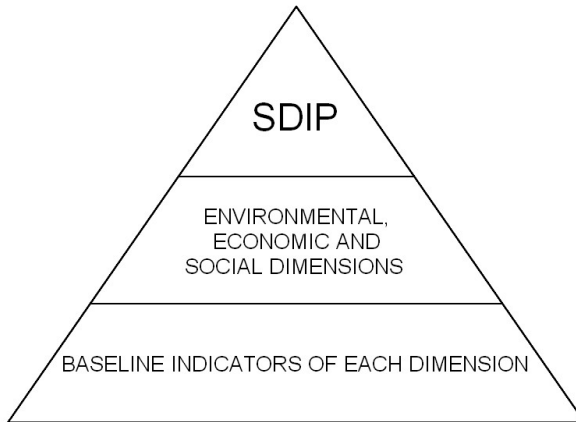 SDIP
ENVIRONMENTAL,
ECONOMIC AND
SOCIAL DIMENSIONS
BASELINE INDICATORS OF EACH DIMENSION